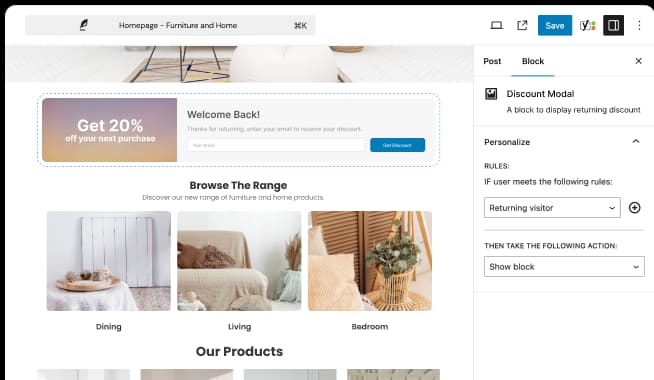 Homepage - Furniture and Home
⌘K
Save
Post
Block
Get 20%
off your next purchase
Welcome Back!
Thanks for returning, enter your email to receive your discount.
Your email
Get Discount
Browse The Range
Discover our new range of furniture and home products.
Dining
Living
Bedroom
Our Products
Discount Modal
A block to display returning discount
Personalize
RULES:
IF user meets the following rules:
Returning visitor
THEN TAKE THE FOLLOWING ACTION:
Show block